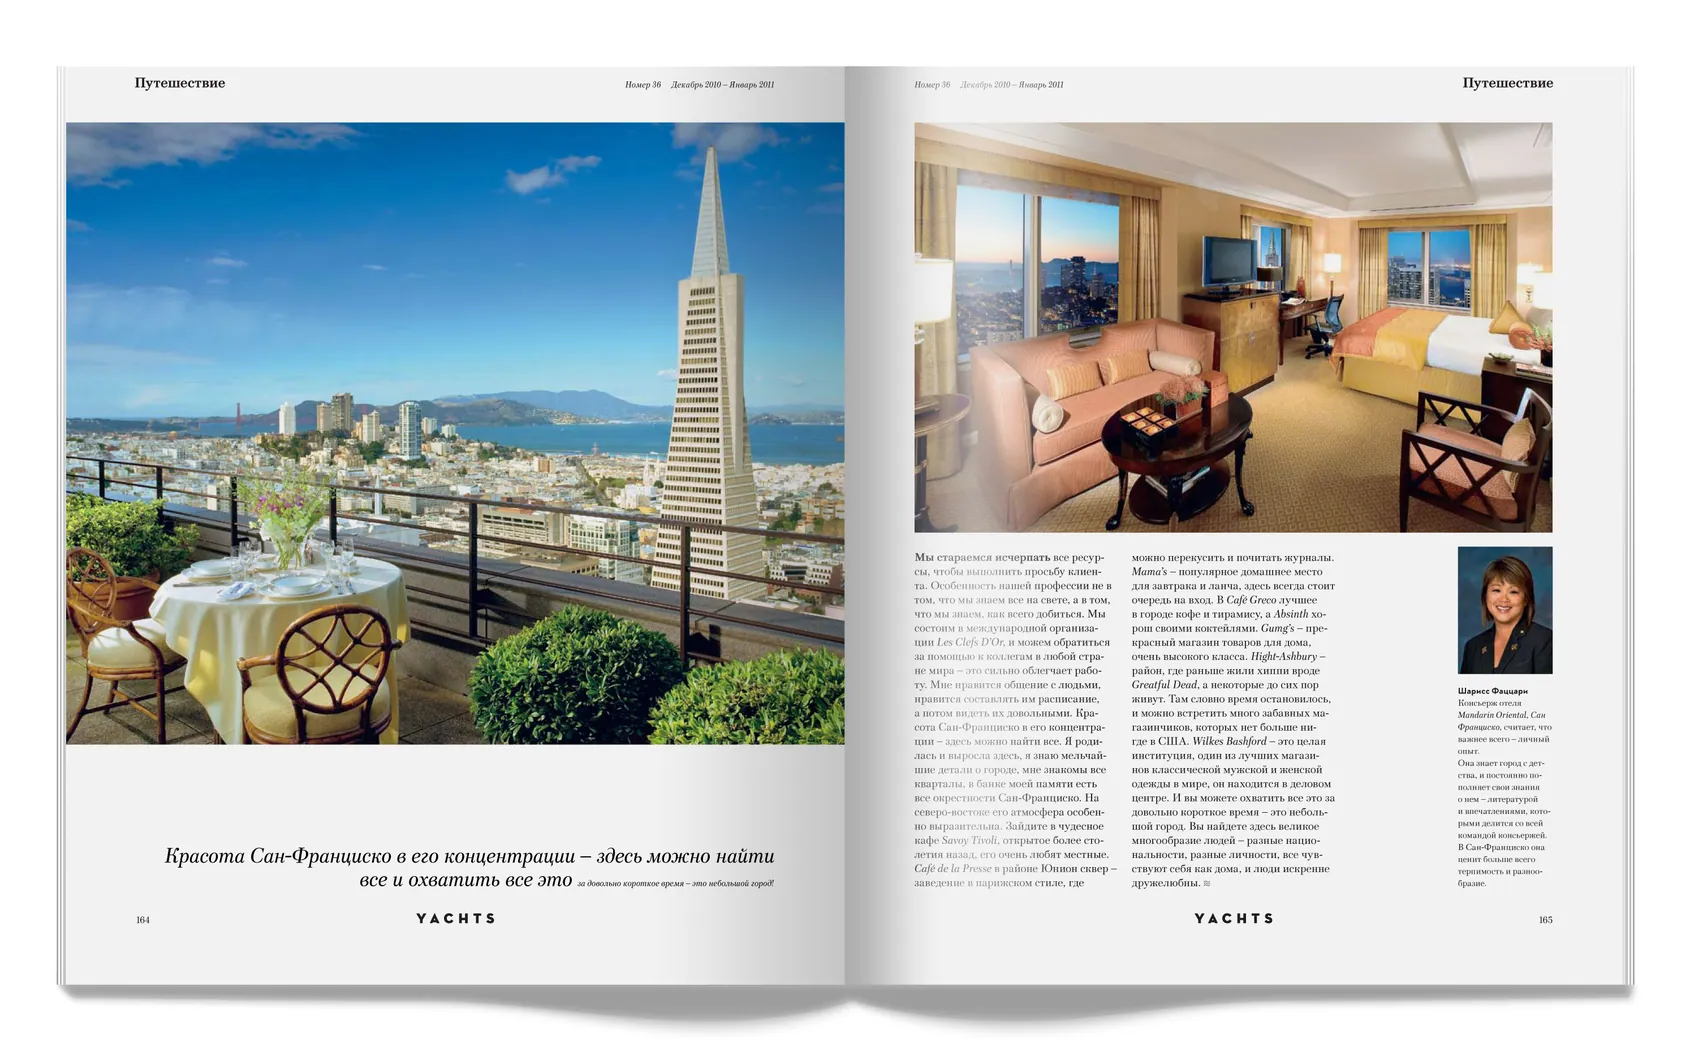 Путешествие
Номер 36 Декабрь 2010 – Январь 2011
Красота Сан-Франциско в его концентрации – здесь можно найти
все и охватить все это за довольно короткое время – это небольшой город!
164
YACHTS
Номер 36 Декабрь 2010 – Январь 2011
Путешествие
Мы стараемся исчерпать все ресур-
сы, чтобы выполнить просьбу клиен-
та. Особенность нашей профессии не в
том, что мы знаем все на свете, а в том,
что мы знаем, как всего добиться. Мы
состоим в международной организа-
ции Les Clefs D’Or, и можем обратиться
за помощью к коллегам в любой стра-
не мира – это сильно облегчает рабо-
ту. Мне нравится общение с людьми,
нравится составлять им расписание,
а потом видеть их довольными. Кра-
сота Сан-Франциско в его концентра-
ции – здесь можно найти все. Я роди-
лась и выросла здесь, я знаю мельчай-
шие детали о городе, мне знакомы все
кварталы, в банке моей памяти есть
все окрестности Сан-Франциско. На
северо-востоке его атмосфера особен-
но выразительна. Зайдите в чудесное
кафе Savoy Tivoli, открытое более сто-
летия назад, его очень любят местные.
Café de la Presse в районе Юнион сквер –
заведение в парижском стиле, где
можно перекусить и почитать журналы.
Mama’s – популярное домашнее место
для завтрака и ланча, здесь всегда стоит
очередь на вход. В Café Greco лучшее
в городе кофе и тирамису, а Absinth хо-
рош своими коктейлями. Gumg’s – пре-
красный магазин товаров для дома,
очень высокого класса. Hight-Ashbury –
район, где раньше жили хиппи вроде
Greatful Dead, а некоторые до сих пор
живут. Там словно время остановилось,
и можно встретить много забавных ма-
газинчиков, которых нет больше ни-
где в США. Wilkes Bashford – это целая
институция, один из лучших магази-
нов классической мужской и женской
одежды в мире, он находится в деловом
центре. И вы можете охватить все это за
довольно короткое время – это неболь-
шой город. Вы найдете здесь великое
многообразие людей – разные нацио-
нальности, разные личности, все чув-
ствуют себя как дома, и люди искренне
дружелюбны.
Шарисс Фаццари
Консьерж отеля
Mandarin Oriental, Сан
Франциско, считает, что
важнее всего – личный
опыт.
Она знает город с дет-
ства, и постоянно по-
полняет свои знания
о нем – литературой
и впечатлениями, кото-
рыми делится со всей
командой консьержей.
В Сан-Франциско она
ценит больше всего
терпимость и разноо-
бразие.
YACHTS
165